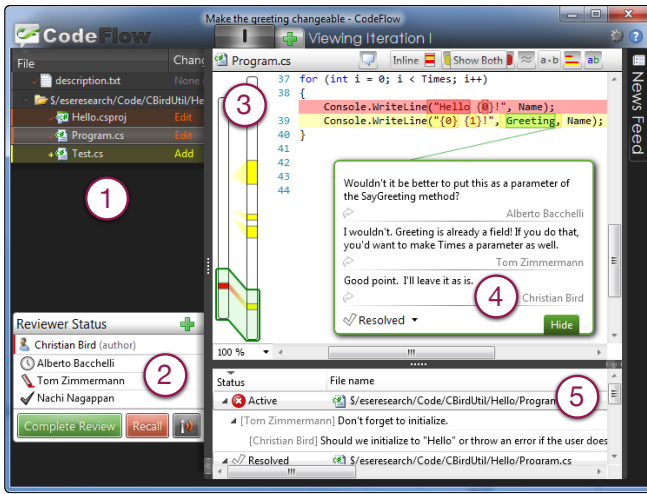 Make the greeting changeable - CodeFlow
CodeFlow
I
Viewing Iteration I
File
Program.cs
Inline
Show Both
a·b
ab
description.txt
None
$/eseresearch/Code/CBirdUtil/He
Hello.csproj
Edit
Program.cs
Edit
Test.cs
Add
1
3
37 for (int i = 0; i < Times; i++)
38 {
Console.WriteLine("Hello {0}!", Name);
39 Console.WriteLine("{0} {1}!", Greeting, Name);
40 }
41
42
43
44
Wouldn't it be better to put this as a parameter of
the SayGreeting method?
Alberto Bacchelli
I wouldn't. Greeting is already a field! If you do that,
you'd want to make Times a parameter as well.
Tom Zimmermann
Good point. I'll leave it as is.
4
Christian Bird
Resolved
Hide
News Feed
?
Reviewer Status
Christian Bird (author)
Alberto Bacchelli
Tom Zimmermann
Nachi Nagappan
2
Complete Review
Recall
100 %
Status
File name
5
Active
$/eseresearch/Code/CBirdUtil/Hello/Program.cs
[Tom Zimmermann] Don't forget to initialize.
[Christian Bird] Should we initialize to "Hello" or throw an error if the user does
Resolved
$/eseresearch/Code/CBirdUtil/Hello/Program.cs